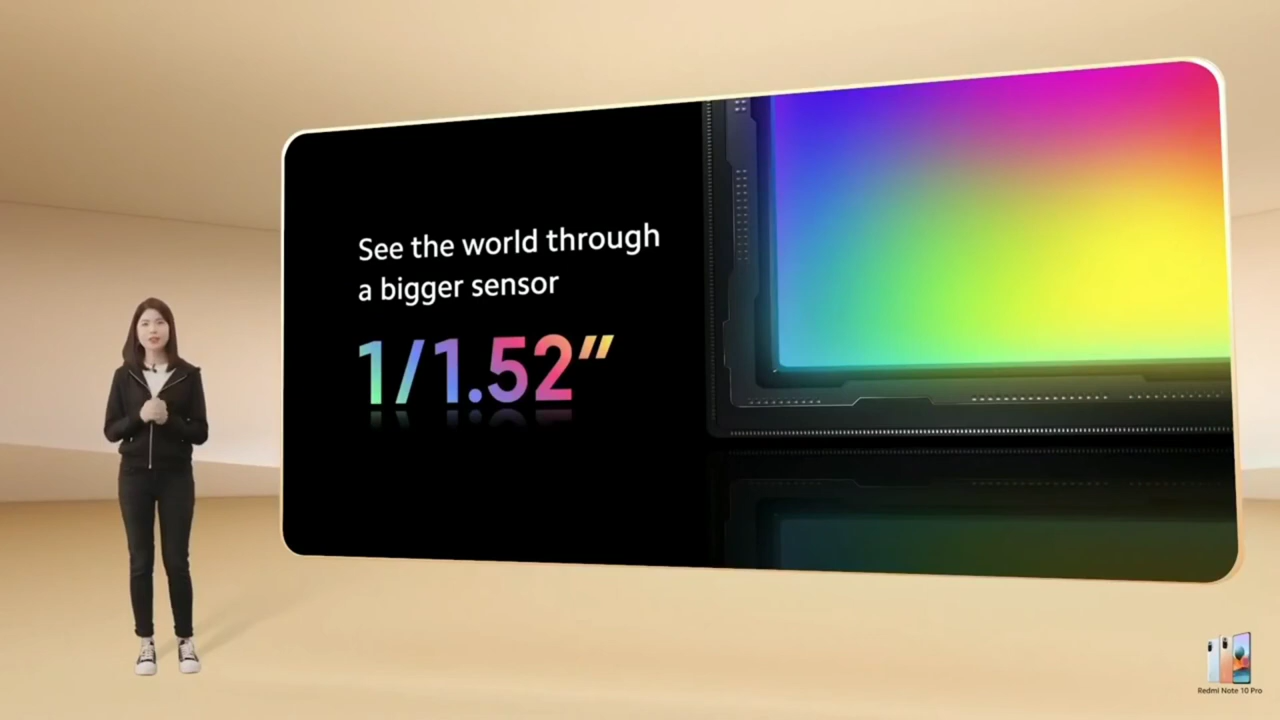 See the world through
a bigger sensor
1/1.52″
Redmi Note 10 Pro